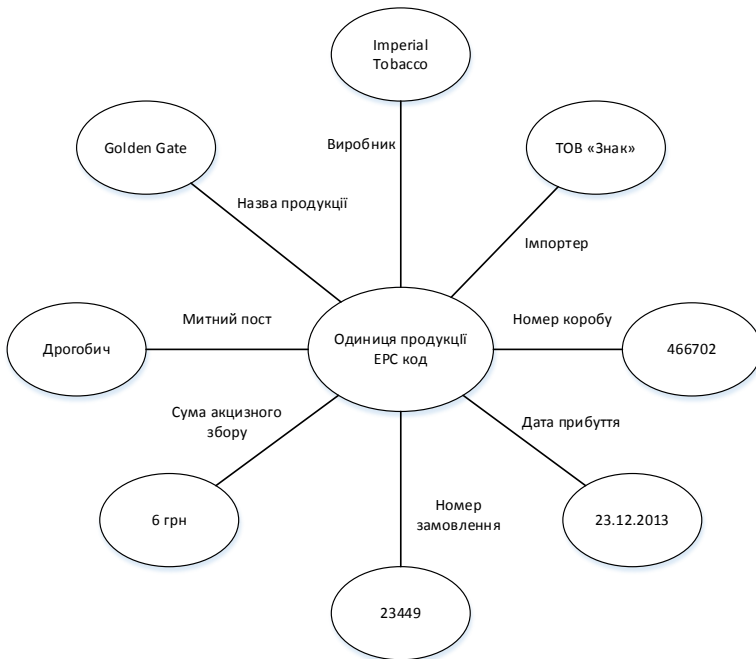 Imperial
Tobacco
Виробник
Golden Gate
ТОВ «Знак»
Назва продукції
Імпортер
Митний пост
Номер коробу
Дрогобич
Одиниця продукції
EPC код
466702
Сума акцизного
збору
Дата прибуття
6 грн
Номер
замовлення
23.12.2013
23449